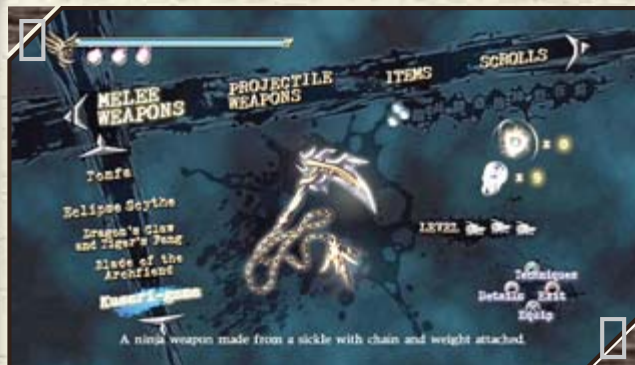 MELEE
WEAPONS
PROJECTILE
WEAPONS
ITEMS
SCROLLS
Tonfa
Eclipse Scythe
Dragon's Claw
and Tiger's Fang
Blade of the
Archfiend
Kusari-gama
x 0
LEVEL
Techniques
Details Exit
Equip
A ninja weapon made from a sickle with chain and weight attached.